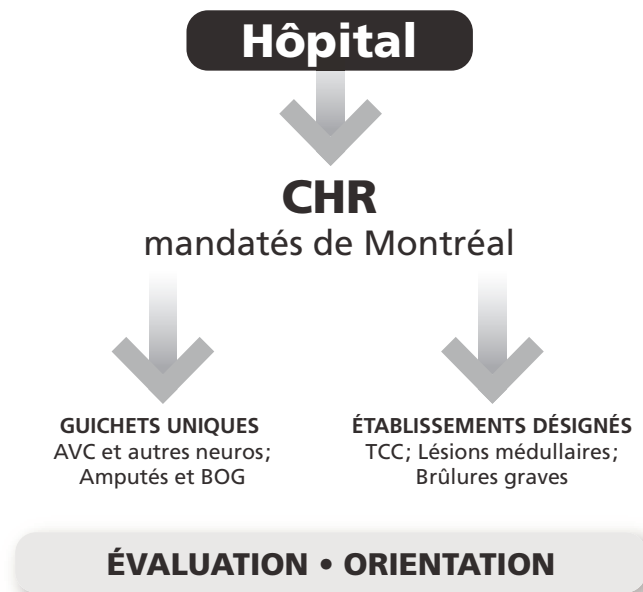 Hôpital
CHR
mandatés de Montréal
GUICHETS UNIQUES
AVC et autres neuros;
Amputés et BOG
ÉTABLISSEMENTS DÉSIGNÉS
TCC; Lésions médullaires;
Brûlures graves
ÉVALUATION • ORIENTATION